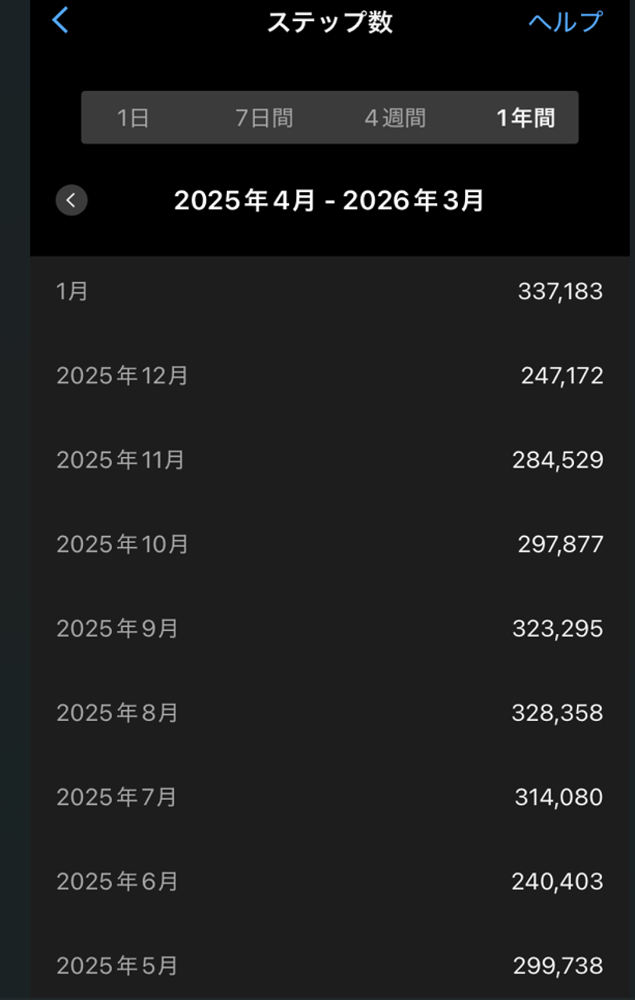 ステップ数 ヘルプ
1日 7日間 4週間 1年間
2025年4月 - 2026年3月
1月 337,183
2025年12月 247,172
2025年11月 284,529
2025年10月 297,877
2025年9月 323,295
2025年8月 328,358
2025年7月 314,080
2025年6月 240,403
2025年5月 299,738